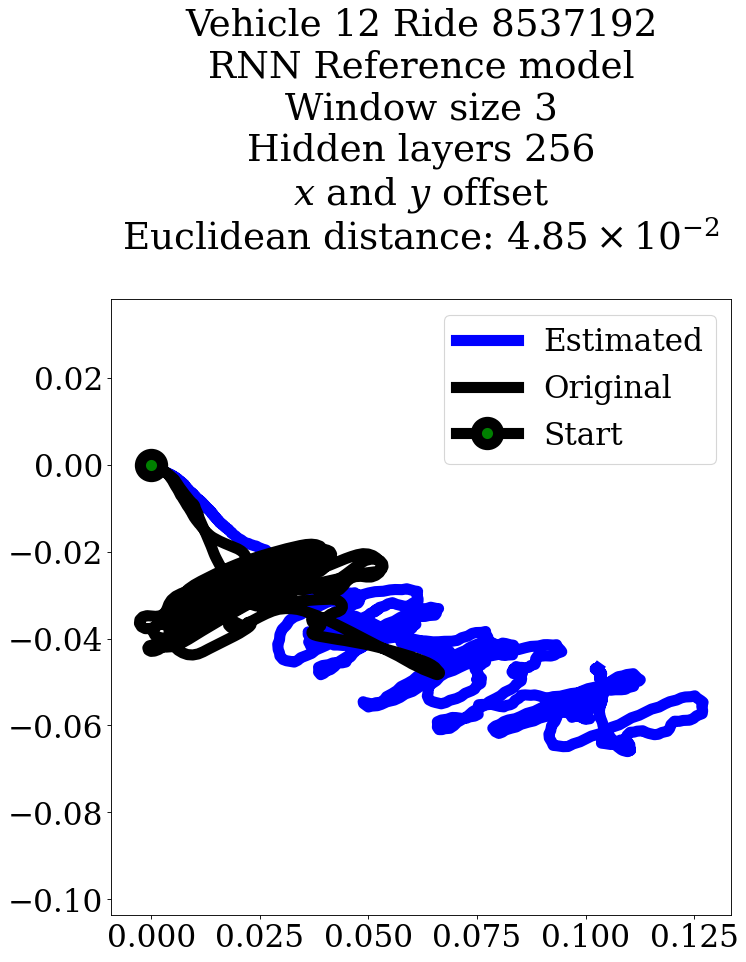 Vehicle 12 Ride 8537192
RNN Reference model
Window size 3
Hidden layers 256
x and y offset
Euclidean distance: 4.85 × 10⁻²
Estimated
Original
Start
0.02
0.00
−0.02
−0.04
−0.06
−0.08
−0.10
0.000 0.025 0.050 0.075 0.100 0.125